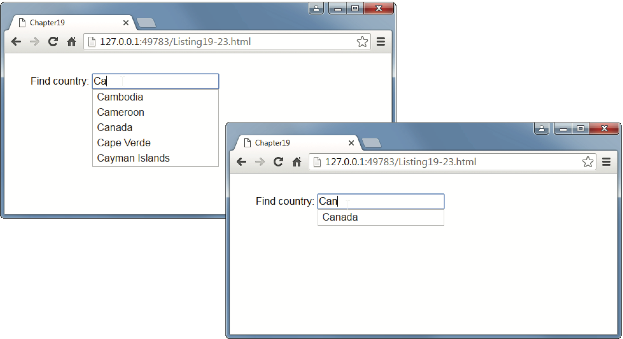 Chapter19
127.0.0.1:49783/Listing19-23.html
Find country: Ca
Cambodia
Cameroon
Canada
Cape Verde
Cayman Islands
Chapter19
127.0.0.1:49783/Listing19-23.html
Find country: Can
Canada